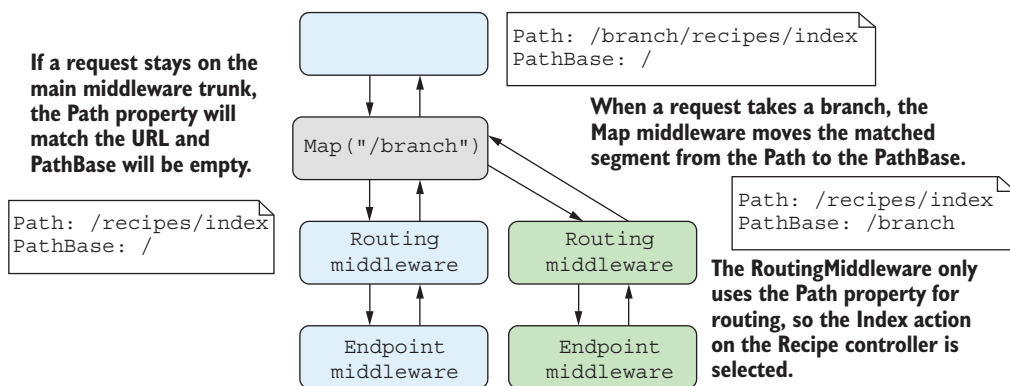 Path: /branch/recipes/index
PathBase: /
If a request stays on the
main middleware trunk,
the Path property will
match the URL and
PathBase will be empty.
When a request takes a branch, the
Map middleware moves the matched
segment from the Path to the PathBase.
Map("/branch")
Path: /recipes/index
PathBase: /
Path: /recipes/index
PathBase: /branch
Routing
middleware
Routing
middleware
The RoutingMiddleware only
uses the Path property for
routing, so the Index action
on the Recipe controller is
selected.
Endpoint
middleware
Endpoint
middleware